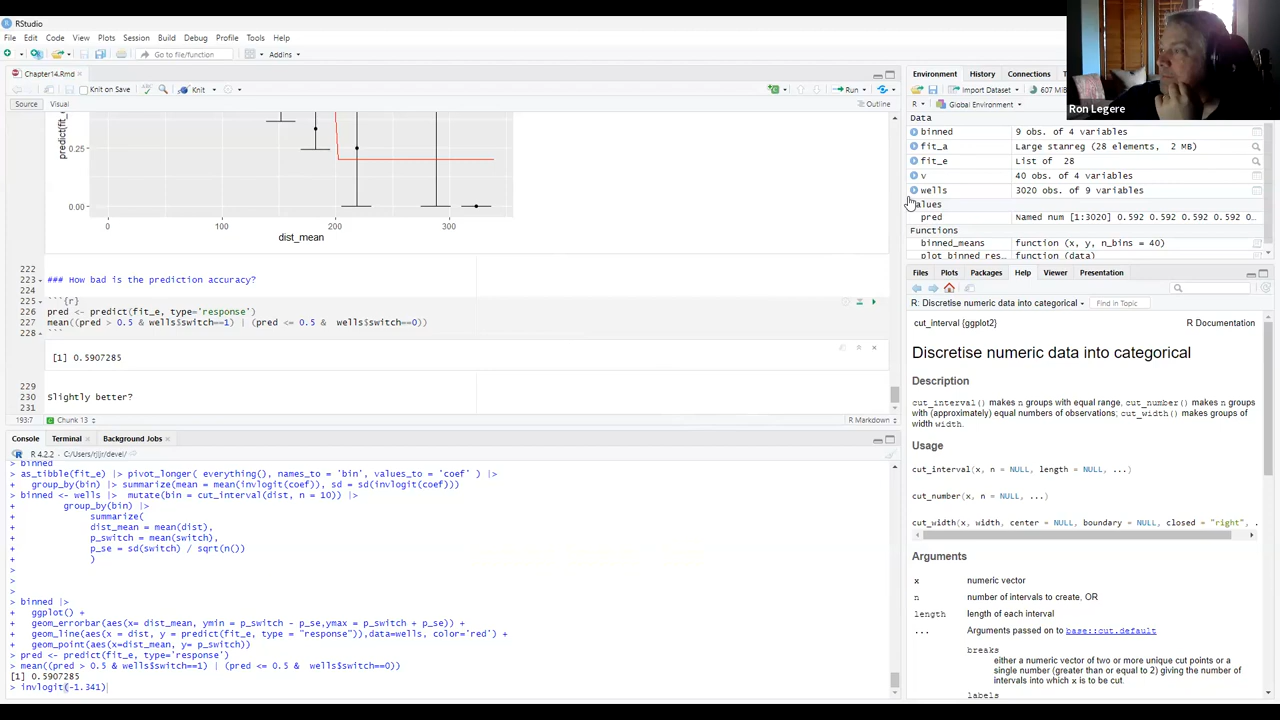 RStudio
File Edit Code View Plots Session Build Debug Profile Tools Help
Go to file/function
Addins
Chapter14.Rmd
Knit on Save
Knit
Run
Source Visual
Outline
predict(fit_
0.25
0.00
0 100 200 300
dist_mean
222
223 ### How bad is the prediction accuracy?
224
225 ```{r}
226 pred <- predict(fit_e, type='response')
227 mean((pred > 0.5 & wells$switch==1) | (pred <= 0.5 & wells$switch==0))
228 ```
[1] 0.5907285
229
230 Slightly better?
231
193:7 Chunk 13 R Markdown
Console Terminal Background Jobs
R 4.2.2 · C:/Users/rjljr/devel/
> binned
> as_tibble(fit_e) |> pivot_longer( everything(), names_to = 'bin', values_to = 'coef' ) |>
+ group_by(bin) |> summarize(mean = mean(invlogit(coef)), sd = sd(invlogit(coef)))
> binned <- wells |> mutate(bin = cut_interval(dist, n = 10)) |>
+ group_by(bin) |>
+ summarize(
+ dist_mean = mean(dist),
+ p_switch = mean(switch),
+ p_se = sd(switch) / sqrt(n())
+ )
>
>
>
> binned |>
+ ggplot() +
+ geom_errorbar(aes(x= dist_mean, ymin = p_switch - p_se,ymax = p_switch + p_se)) +
+ geom_line(aes(x = dist, y = predict(fit_e, type = "response")),data=wells, color='red') +
+ geom_point(aes(x=dist_mean, y= p_switch))
> pred <- predict(fit_e, type='response')
> mean((pred > 0.5 & wells$switch==1) | (pred <= 0.5 & wells$switch==0))
[1] 0.5907285
> invlogit(-1.341)
Environment History Connections
Import Dataset 607 MiB
R Global Environment
Data
binned 9 obs. of 4 variables
fit_a Large stanreg (28 elements, 2 MB)
fit_e List of 28
v 40 obs. of 4 variables
wells 3020 obs. of 9 variables
values
pred Named num [1:3020] 0.592 0.592 0.592 0.592 0…
Functions
binned_means function (x, y, n_bins = 40)
plot_binned_res… function (data)
Ron Legere
Files Plots Packages Help Viewer Presentation
R: Discretise numeric data into categorical
Find in Topic
cut_interval {ggplot2} R Documentation
Discretise numeric data into categorical
Description
cut_interval() makes n groups with equal range, cut_number() makes n groups
with (approximately) equal numbers of observations; cut_width() makes groups of
width width.
Usage
cut_interval(x, n = NULL, length = NULL, ...)
cut_number(x, n = NULL, ...)
cut_width(x, width, center = NULL, boundary = NULL, closed = "right", .
Arguments
x numeric vector
n number of intervals to create, OR
length length of each interval
... Arguments passed on to base::cut.default
breaks
either a numeric vector of two or more unique cut points or a
single number (greater than or equal to 2) giving the number of
intervals into which x is to be cut.
labels